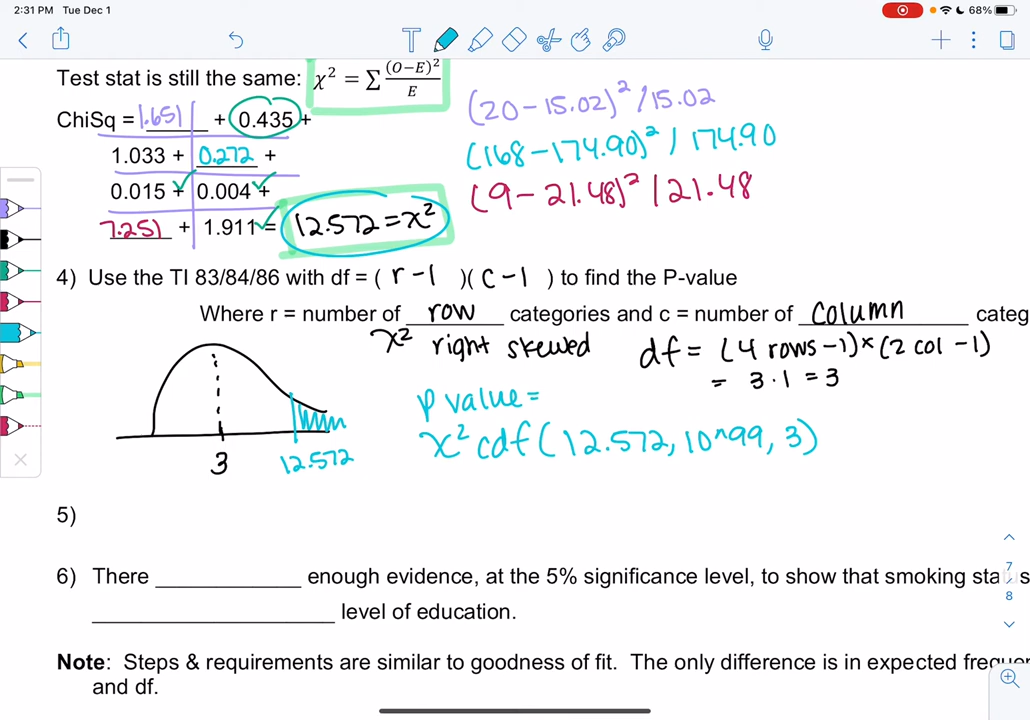 2:31 PM Tue Dec 1
68%
Test stat is still the same: χ² = Σ (O−E)² / E
(20 − 15.02)² / 15.02
ChiSq = 1.651 + 0.435 +
(168 − 174.90)² / 174.90
1.033 + 0.272 +
(9 − 21.48)² / 21.48
0.015 + 0.004 +
7.251 + 1.911 = 12.572 = x²
4) Use the TI 83/84/86 with df = ( r − 1 )( c − 1 ) to find the P-value
Where r = number of row categories and c = number of column categ
x² right skewed
df = (4 rows − 1) × (2 col − 1)
= 3 · 1 = 3
P value =
x² cdf (12.572, 10^99, 3)
3
12.572
5)
6) There ____________ enough evidence, at the 5% significance level, to show that smoking sta s
____________________ level of education.
Note: Steps & requirements are similar to goodness of fit. The only difference is in expected freque
and df.
7
8